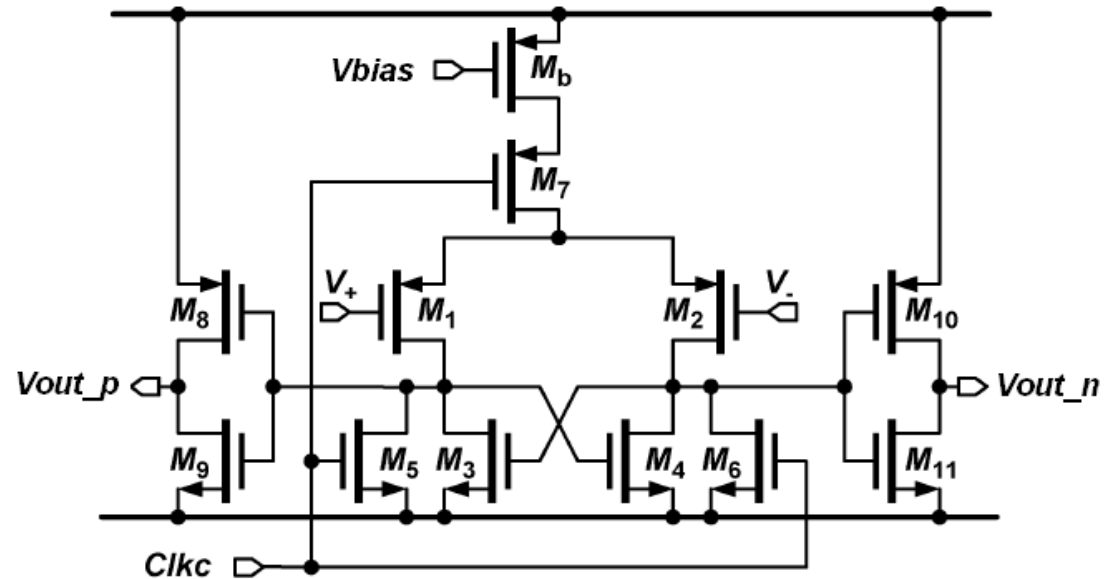 Vbias
Mb
M7
V+
M1
V-
M2
M8
M10
Vout_p
Vout_n
M9
M5
M3
M4
M6
M11
Clkc